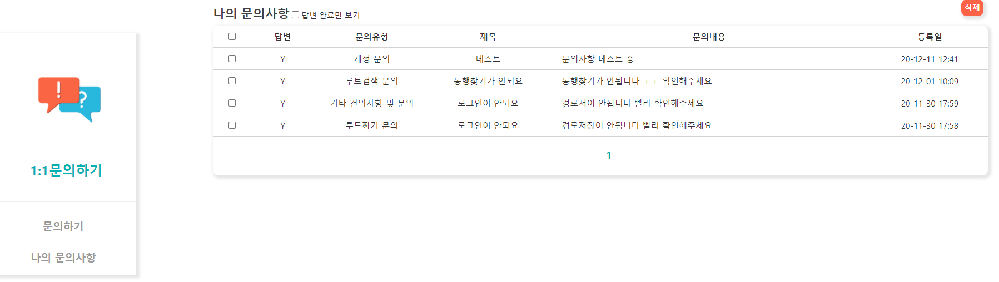 나의 문의사항 답변 완료만 보기 삭제
답변 문의유형 제목 문의내용 등록일
Y 계정 문의 테스트 문의사항 테스트 중 20-12-11 12:41
Y 루트검색 문의 동행찾기가 안되요 동행찾기가 안됩니다 ㅜㅜ 확인해주세요 20-12-01 10:09
Y 기타 건의사항 및 문의 로그인이 안되요 경로저이 안됩니다 빨리 확인해주세요 20-11-30 17:59
Y 루트짜기 문의 로그인이 안되요 경로저장이 안됩니다 빨리 확인해주세요 20-11-30 17:58
1
! ?
1:1문의하기
문의하기
나의 문의사항